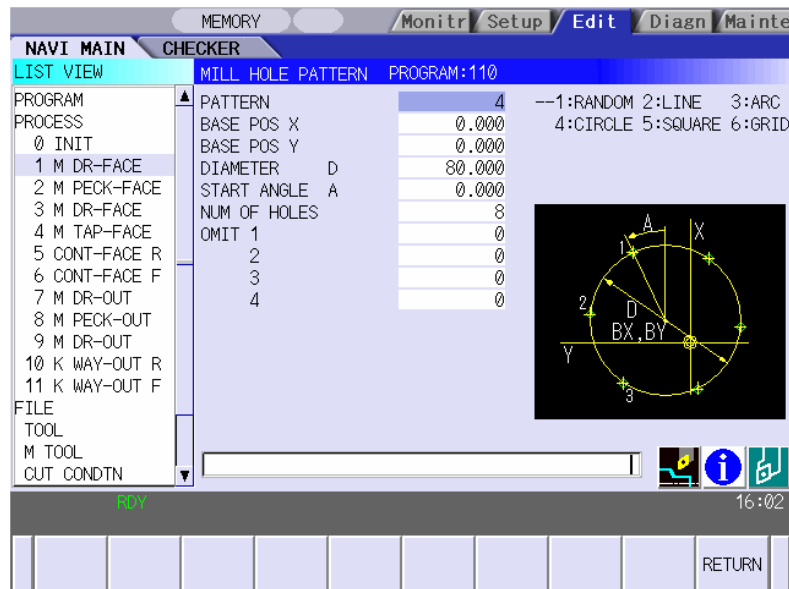 MEMORY Monitr Setup Edit Diagn Mainte
NAVI MAIN CHECKER
LIST VIEW
PROGRAM
PROCESS
0 INIT
1 M DR-FACE
2 M PECK-FACE
3 M DR-FACE
4 M TAP-FACE
5 CONT-FACE R
6 CONT-FACE F
7 M DR-OUT
8 M PECK-OUT
9 M DR-OUT
10 K WAY-OUT R
11 K WAY-OUT F
FILE
TOOL
M TOOL
CUT CONDTN
MILL HOLE PATTERN PROGRAM:110
PATTERN 4
BASE POS X 0.000
BASE POS Y 0.000
DIAMETER D 80.000
START ANGLE A 0.000
NUM OF HOLES 8
OMIT 1 0
2 0
3 0
4 0
--1:RANDOM 2:LINE 3:ARC
4:CIRCLE 5:SQUARE 6:GRID
A
X
1
2
D
BX,BY
Y
3
i
RDY 16:02
RETURN